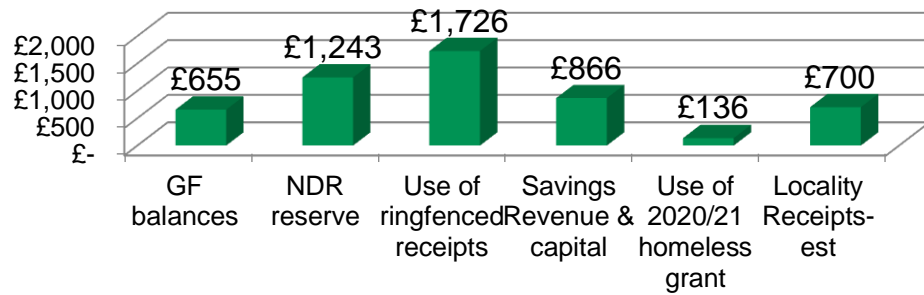 £2,000
£1,500
£1,000
£500
£-
£655
£1,243
£1,726
£866
£136
£700
GF
balances
NDR
reserve
Use of
ringfenced
receipts
Savings
Revenue &
capital
Use of
2020/21
homeless
grant
Locality
Receipts-
est